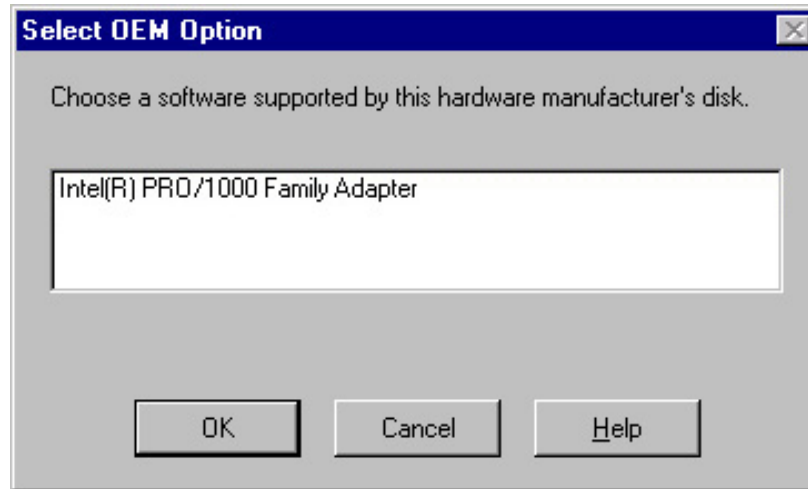 Select OEM Option
Choose a software supported by this hardware manufacturer's disk.
Intel(R) PRO/1000 Family Adapter
OK Cancel Help